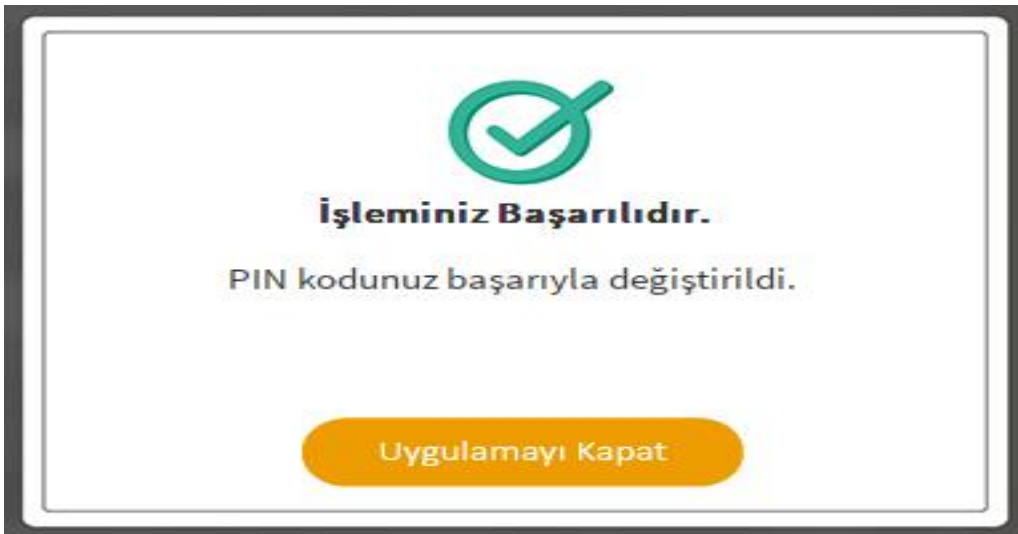 İşleminiz Başarılıdır.
PIN kodunuz başarıyla değiştirildi.
Uygulamayı Kapat